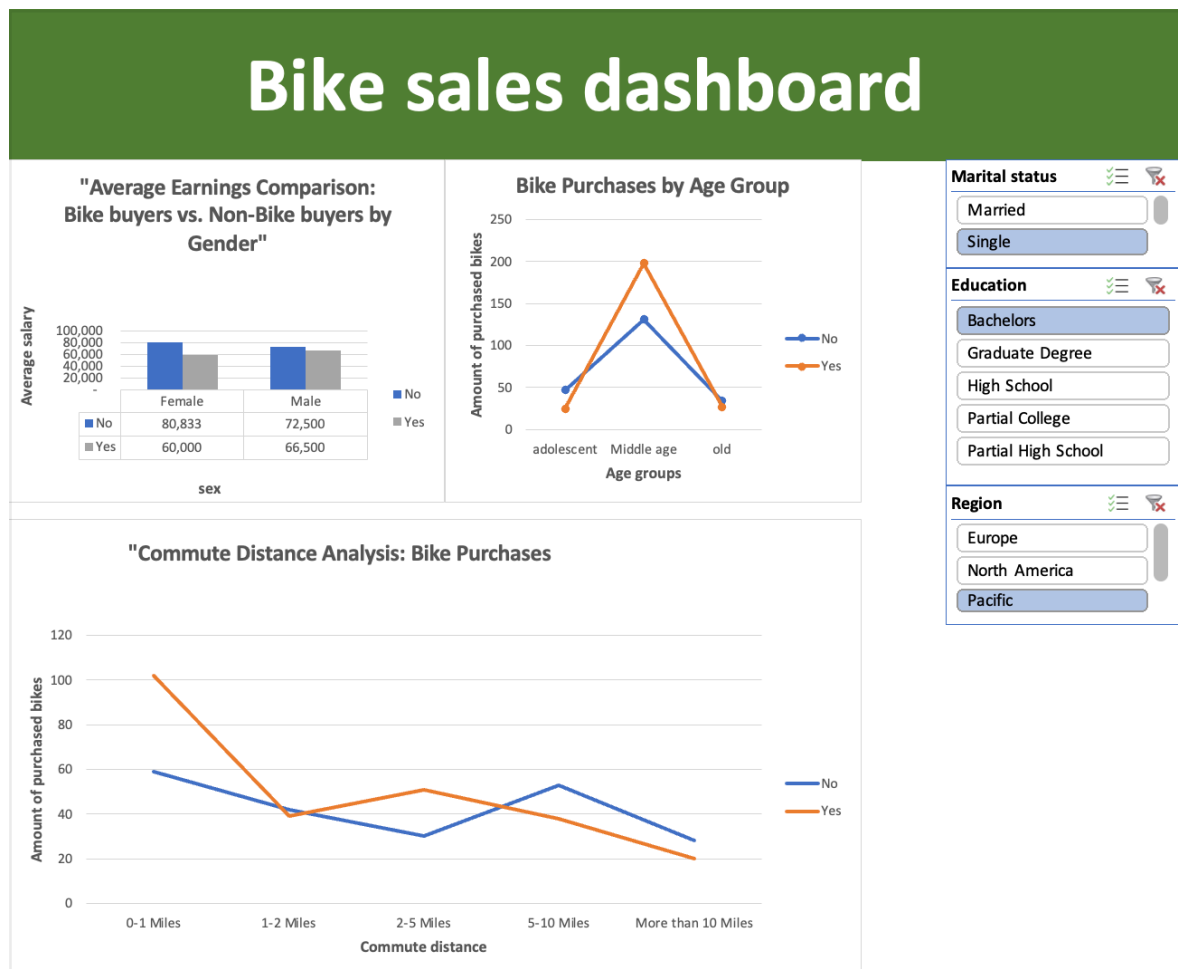 Bike sales dashboard
"Average Earnings Comparison:
Bike buyers vs. Non-Bike buyers by
Gender"
Average salary
100,000
80,000
60,000
40,000
20,000
-
Female Male
No 80,833 72,500
Yes 60,000 66,500
sex
No
Yes
Bike Purchases by Age Group
Amount of purchased bikes
250
200
150
100
50
0
adolescent Middle age old
Age groups
No
Yes
Marital status
Married
Single
Education
Bachelors
Graduate Degree
High School
Partial College
Partial High School
Region
Europe
North America
Pacific
"Commute Distance Analysis: Bike Purchases
Amount of purchased bikes
120
100
80
60
40
20
0
0-1 Miles 1-2 Miles 2-5 Miles 5-10 Miles More than 10 Miles
Commute distance
No
Yes